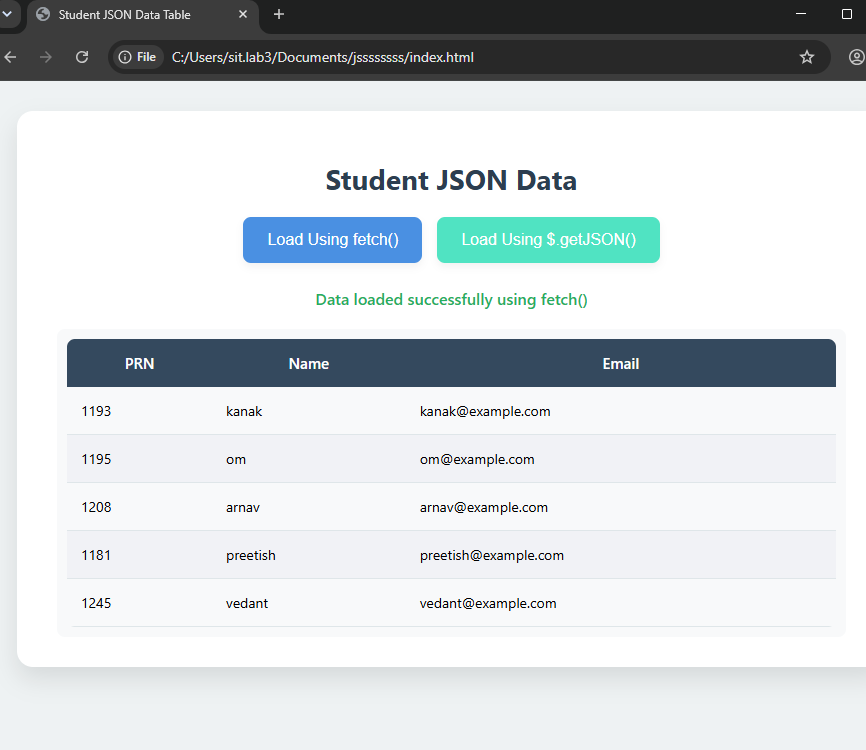 Student JSON Data Table
File C:/Users/sit.lab3/Documents/jsssssss/index.html
Student JSON Data
Load Using fetch() Load Using $.getJSON()
Data loaded successfully using fetch()
PRN Name Email
1193 kanak kanak@example.com
1195 om om@example.com
1208 arnav arnav@example.com
1181 preetish preetish@example.com
1245 vedant vedant@example.com